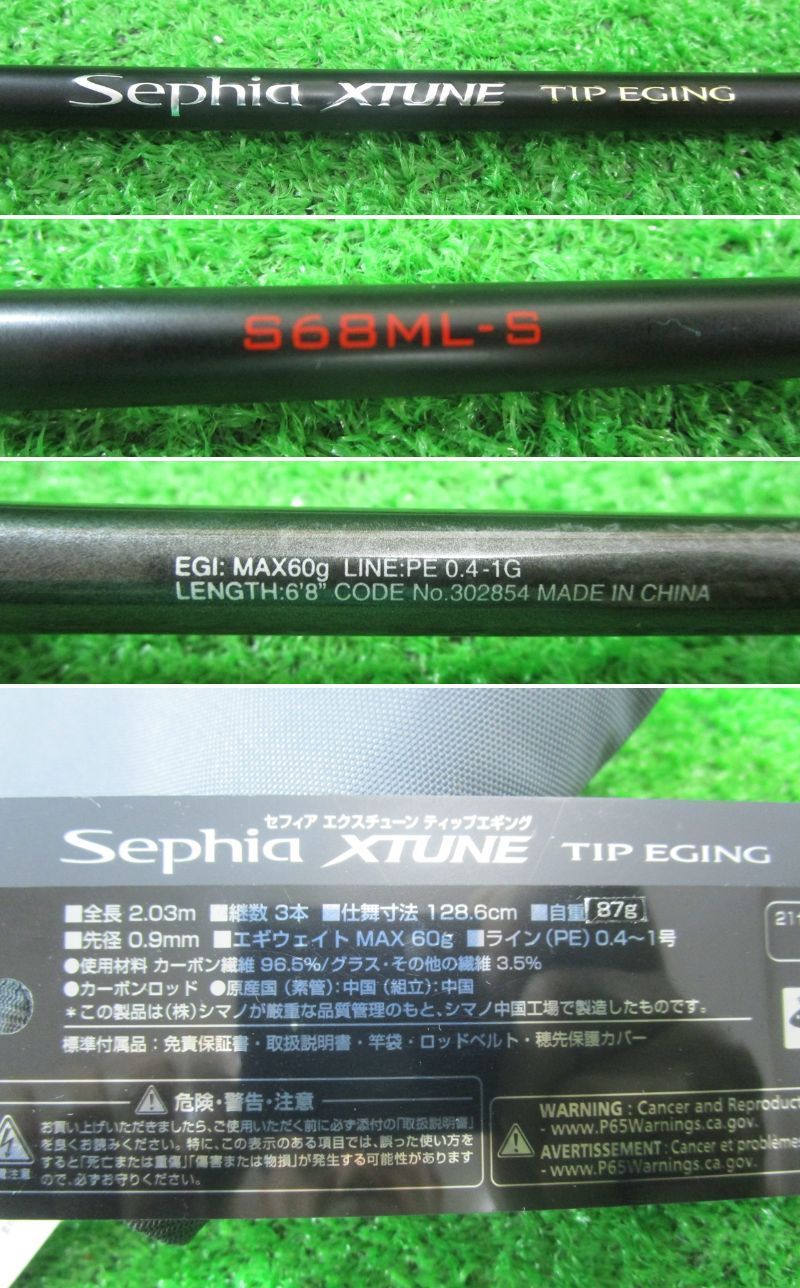 Sephia XTUNE TIP EGING
S68ML-S
EGI: MAX60g LINE:PE 0.4-1G
LENGTH:6'8" CODE No.302854 MADE IN CHINA
セフィア エクスチューン ティップエギング
Sephia XTUNE TIP EGING
■全長 2.03m ■継数 3本 ■仕舞寸法 128.6cm ■自重 87g
■先径 0.9mm ■エギウェイト MAX 60g ■ライン(PE) 0.4〜1号
●使用材料 カーボン繊維 96.5%/グラス・その他の繊維 3.5%
●カーボンロッド ●原産国 (素管):中国 (組立):中国
*この製品は(株)シマノが厳重な品質管理のもと、シマノ中国工場で製造したものです。
標準付属品:免責保証書・取扱説明書・竿袋・ロッドベルト・穂先保護カバー
危険・警告・注意
お買い上げいただきましたら、ご使用いただく前に必ず添付の「取扱説明書」
を良くお読みください。特に、この表示のある項目では、誤った使い方を
すると「死亡または重傷」「傷害または物損」が発生する可能性があります
ので、必ずお守りください。
WARNING : Cancer and Reproduct
- www.P65Warnings.ca.gov.
AVERTISSEMENT : Cancer et problèmes
- www.P65Warnings.ca.gov.